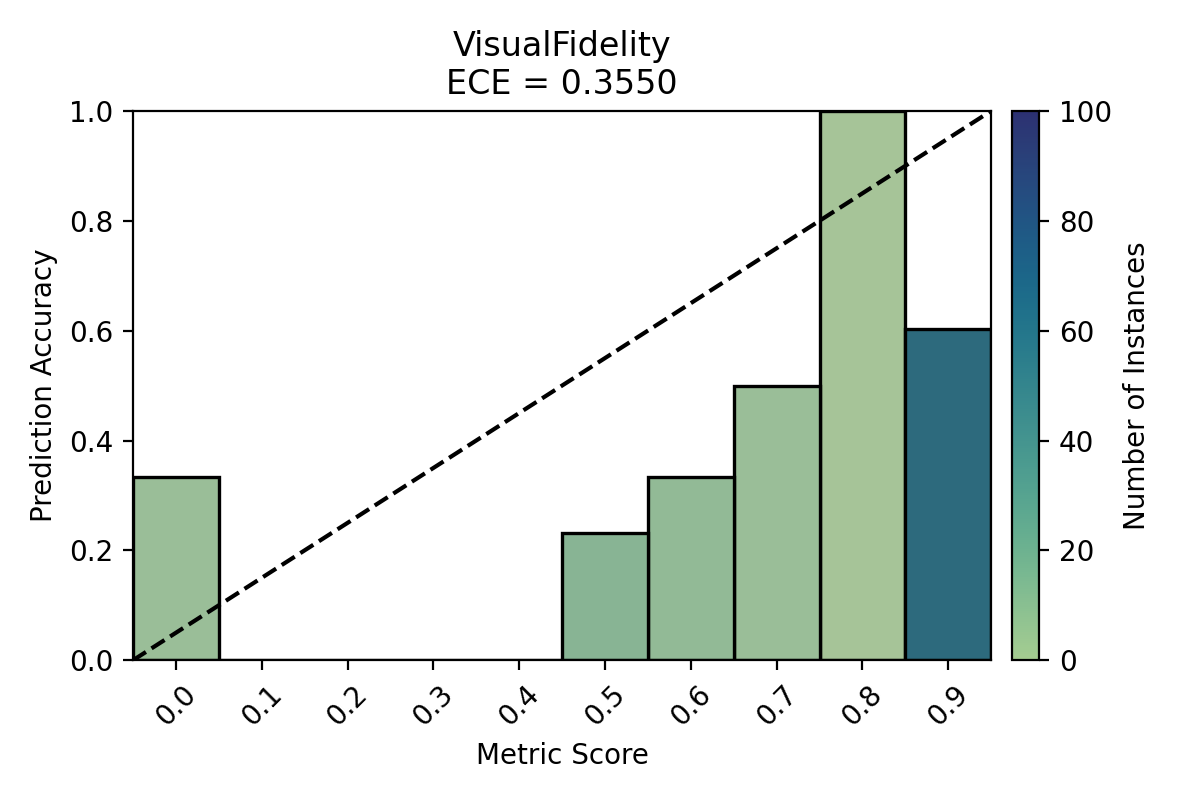 VisualFidelity
ECE = 0.3550
Prediction Accuracy
1.0
0.8
0.6
0.4
0.2
0.0
0.0 0.1 0.2 0.3 0.4 0.5 0.6 0.7 0.8 0.9
Metric Score
100
80
60
40
20
0
Number of Instances